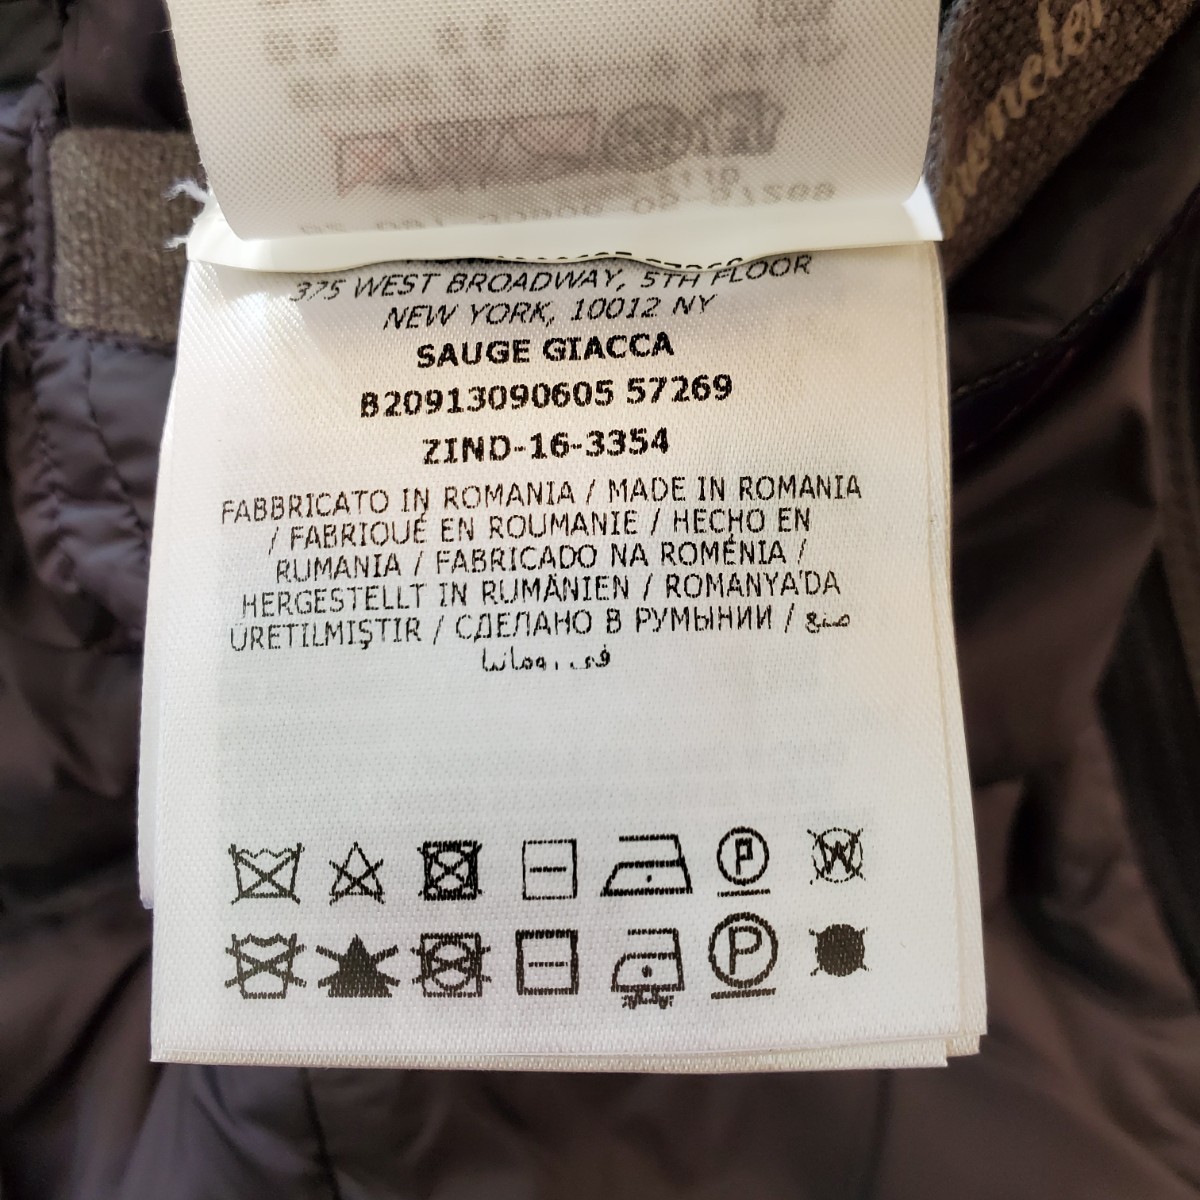 375 WEST BROADWAY, 5TH FLOOR
NEW YORK, 10012 NY
SAUGE GIACCA
B20913090605 57269
ZIND-16-3354
FABBRICATO IN ROMANIA / MADE IN ROMANIA
/ FABRIQUÉ EN ROUMANIE / HECHO EN
RUMANIA / FABRICADO NA ROMÉNIA /
HERGESTELLT IN RUMÄNIEN / ROMANYA'DA
ÜRETILMIŞTIR / СДЕЛАНО В РУМЫНИИ / صنع
في رومانيا
P W
P